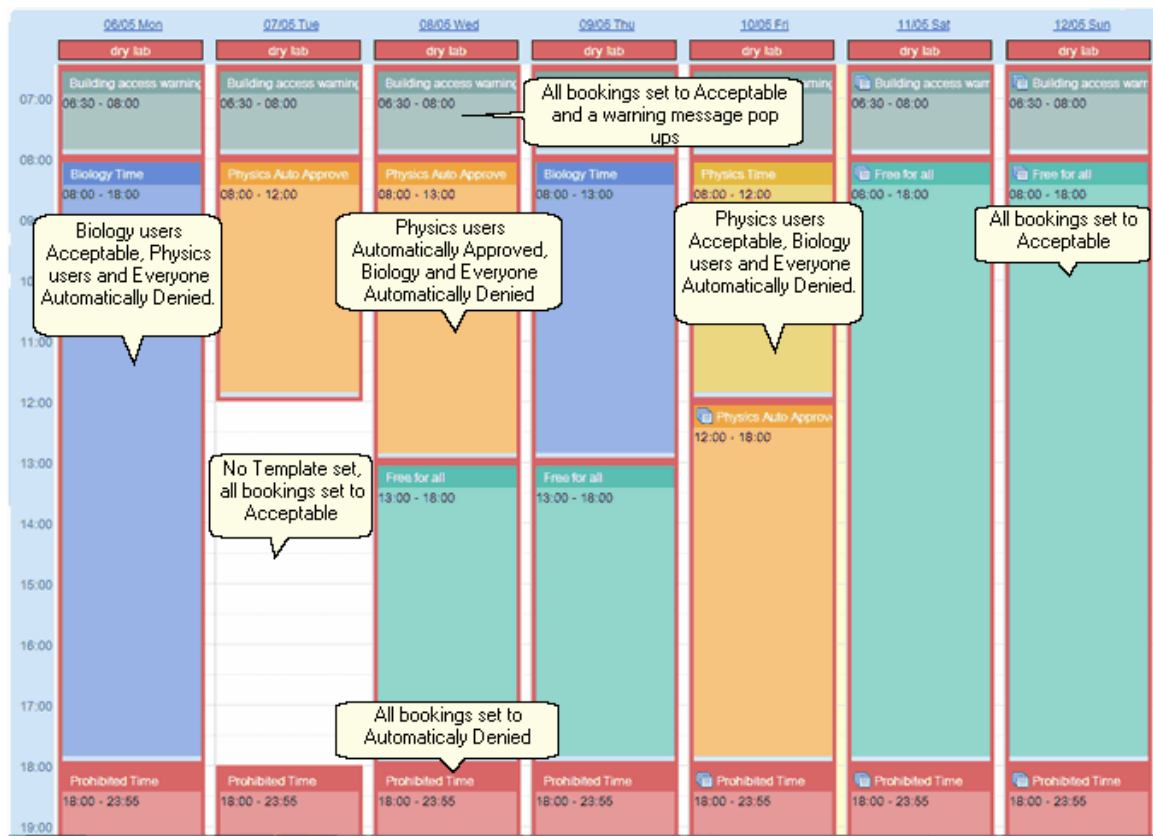 06/05 Mon 07/05 Tue 08/05 Wed 09/05 Thu 10/05 Fri 11/05 Sat 12/05 Sun
dry lab dry lab dry lab dry lab dry lab dry lab dry lab
Building access warning Building access warning Building access warning Building access warn Building access warn
07:00
06:30 - 08:00 06:30 - 08:00 06:30 - 08:00 06:30 - 08:00 06:30 - 08:00
All bookings set to Acceptable
and a warning message pop
ups
08:00
Biology Time Physics Auto Approve Physics Auto Approve Biology Time Physics Time Free for all Free for all
08:00 - 18:00 08:00 - 12:00 08:00 - 13:00 08:00 - 13:00 08:00 - 12:00 08:00 - 18:00 08:00 - 18:00
Biology users
Acceptable, Physics
users and Everyone
Automatically Denied.
Physics users
Automatically Approved,
Biology and Everyone
Automatically Denied
Physics users
Acceptable, Biology
users and Everyone
Automatically Denied.
All bookings set to
Acceptable
11:00
12:00
Physics Auto Approve
12:00 - 18:00
13:00
Free for all Free for all
13:00 - 18:00 13:00 - 18:00
No Template set,
all bookings set to
Acceptable
14:00
15:00
16:00
17:00
All bookings set to
Automaticaly Denied
18:00
Prohibited Time Prohibited Time Prohibited Time Prohibited Time Prohibited Time Prohibited Time Prohibited Time
18:00 - 23:55 18:00 - 23:55 18:00 - 23:55 18:00 - 23:55 18:00 - 23:55 18:00 - 23:55 18:00 - 23:55
19:00